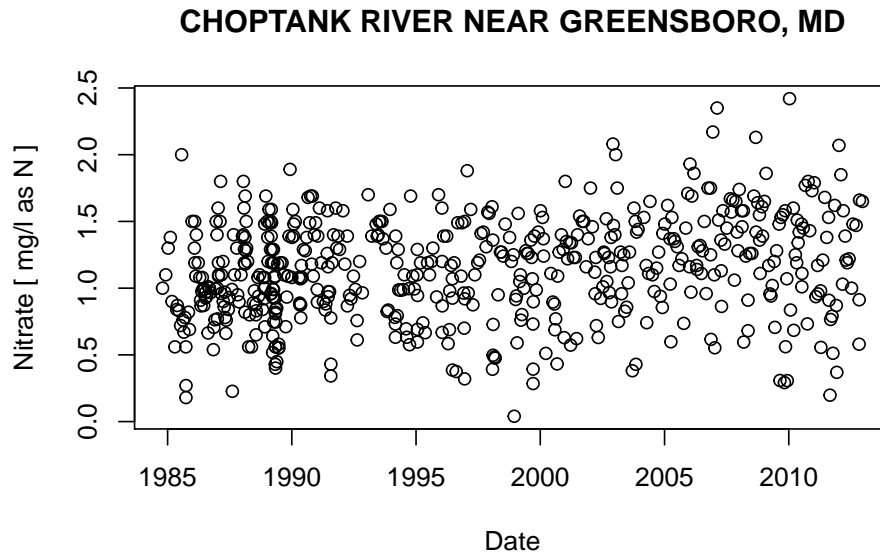 CHOPTANK RIVER NEAR GREENSBORO, MD
Nitrate [ mg/l as N ]
2.5
2.0
1.5
1.0
0.5
0.0
1985 1990 1995 2000 2005 2010
Date